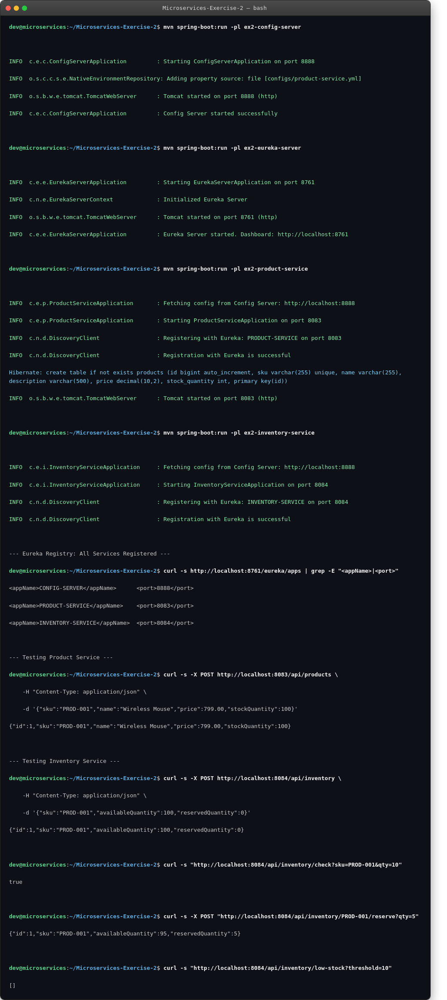 Microservices-Exercise-2 — bash
dev@microservices:~/Microservices-Exercise-2$ mvn spring-boot:run -pl ex2-config-server
INFO  c.e.c.ConfigServerApplication         : Starting ConfigServerApplication on port 8888
INFO  o.s.c.c.s.e.NativeEnvironmentRepository: Adding property source: file [configs/product-service.yml]
INFO  o.s.b.w.e.tomcat.TomcatWebServer      : Tomcat started on port 8888 (http)
INFO  c.e.c.ConfigServerApplication         : Config Server started successfully
dev@microservices:~/Microservices-Exercise-2$ mvn spring-boot:run -pl ex2-eureka-server
INFO  c.e.e.EurekaServerApplication         : Starting EurekaServerApplication on port 8761
INFO  c.n.e.EurekaServerContext             : Initialized Eureka Server
INFO  o.s.b.w.e.tomcat.TomcatWebServer      : Tomcat started on port 8761 (http)
INFO  c.e.e.EurekaServerApplication         : Eureka Server started. Dashboard: http://localhost:8761
dev@microservices:~/Microservices-Exercise-2$ mvn spring-boot:run -pl ex2-product-service
INFO  c.e.p.ProductServiceApplication       : Fetching config from Config Server: http://localhost:8888
INFO  c.e.p.ProductServiceApplication       : Starting ProductServiceApplication on port 8083
INFO  c.n.d.DiscoveryClient                 : Registering with Eureka: PRODUCT-SERVICE on port 8083
INFO  c.n.d.DiscoveryClient                 : Registration with Eureka is successful
Hibernate: create table if not exists products (id bigint auto_increment, sku varchar(255) unique, name varchar(255),
description varchar(500), price decimal(10,2), stock_quantity int, primary key(id))
INFO  o.s.b.w.e.tomcat.TomcatWebServer      : Tomcat started on port 8083 (http)
dev@microservices:~/Microservices-Exercise-2$ mvn spring-boot:run -pl ex2-inventory-service
INFO  c.e.i.InventoryServiceApplication     : Fetching config from Config Server: http://localhost:8888
INFO  c.e.i.InventoryServiceApplication     : Starting InventoryServiceApplication on port 8084
INFO  c.n.d.DiscoveryClient                 : Registering with Eureka: INVENTORY-SERVICE on port 8084
INFO  c.n.d.DiscoveryClient                 : Registration with Eureka is successful
--- Eureka Registry: All Services Registered ---
dev@microservices:~/Microservices-Exercise-2$ curl -s http://localhost:8761/eureka/apps | grep -E "<appName>|<port>"
<appName>CONFIG-SERVER</appName>      <port>8888</port>
<appName>PRODUCT-SERVICE</appName>    <port>8083</port>
<appName>INVENTORY-SERVICE</appName>  <port>8084</port>
--- Testing Product Service ---
dev@microservices:~/Microservices-Exercise-2$ curl -s -X POST http://localhost:8083/api/products \
    -H "Content-Type: application/json" \
    -d '{"sku":"PROD-001","name":"Wireless Mouse","price":799.00,"stockQuantity":100}'
{"id":1,"sku":"PROD-001","name":"Wireless Mouse","price":799.00,"stockQuantity":100}
--- Testing Inventory Service ---
dev@microservices:~/Microservices-Exercise-2$ curl -s -X POST http://localhost:8084/api/inventory \
    -H "Content-Type: application/json" \
    -d '{"sku":"PROD-001","availableQuantity":100,"reservedQuantity":0}'
{"id":1,"sku":"PROD-001","availableQuantity":100,"reservedQuantity":0}
dev@microservices:~/Microservices-Exercise-2$ curl -s "http://localhost:8084/api/inventory/check?sku=PROD-001&qty=10"
true
dev@microservices:~/Microservices-Exercise-2$ curl -s -X POST "http://localhost:8084/api/inventory/PROD-001/reserve?qty=5"
{"id":1,"sku":"PROD-001","availableQuantity":95,"reservedQuantity":5}
dev@microservices:~/Microservices-Exercise-2$ curl -s "http://localhost:8084/api/inventory/low-stock?threshold=10"
[]